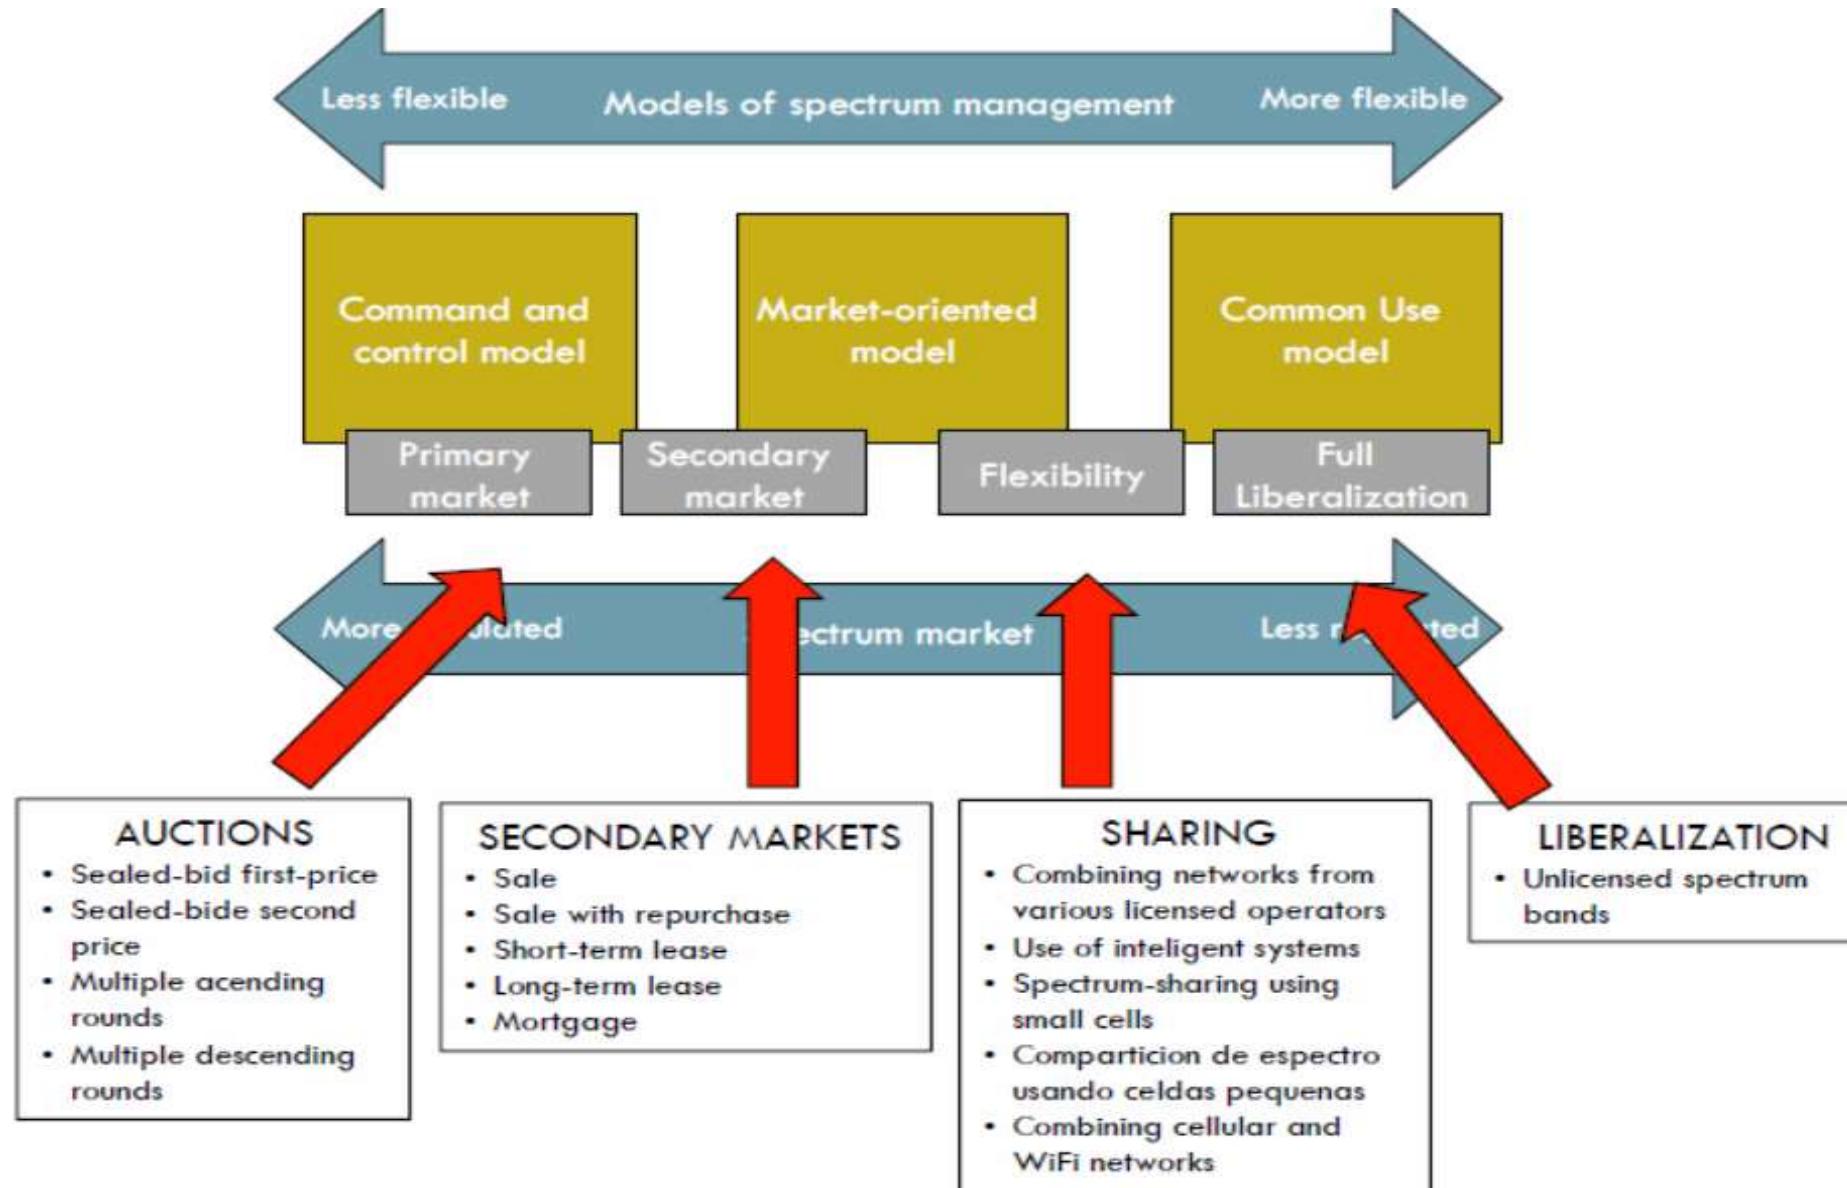 Less flexible
Models of spectrum management
More flexible
Command and
control model
Market-oriented
model
Common Use
model
Primary
market
Secondary
market
Flexibility
Full
Liberalization
More
Spectrum market
Less
AUCTIONS
• Sealed-bid first-price
• Sealed-bide second
price
• Multiple acending
rounds
• Multiple descending
rounds
SECONDARY MARKETS
• Sale
• Sale with repurchase
• Short-term lease
• Long-term lease
• Mortgage
SHARING
• Combining networks from
various licensed operators
• Use of inteligent systems
• Spectrum-sharing using
small cells
• Comparticion de espectro
usando celdas pequenas
• Combining cellular and
WiFi networks
LIBERALIZATION
• Unlicensed spectrum
bands